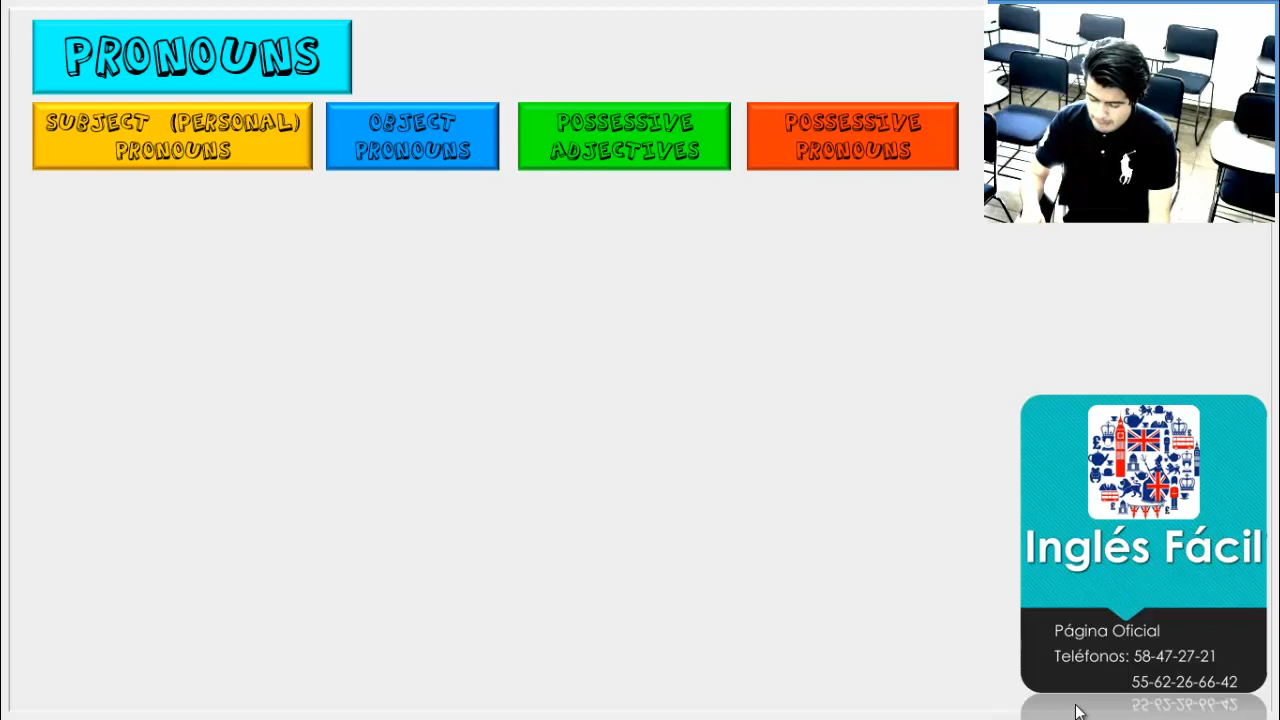 PRONOUNS
SUBJECT (PERSONAL)
PRONOUNS
OBJECT
PRONOUNS
POSSESSIVE
ADJECTIVES
POSSESSIVE
PRONOUNS
Inglés Fácil
Página Oficial
Teléfonos: 58-47-27-21
55-62-26-66-42